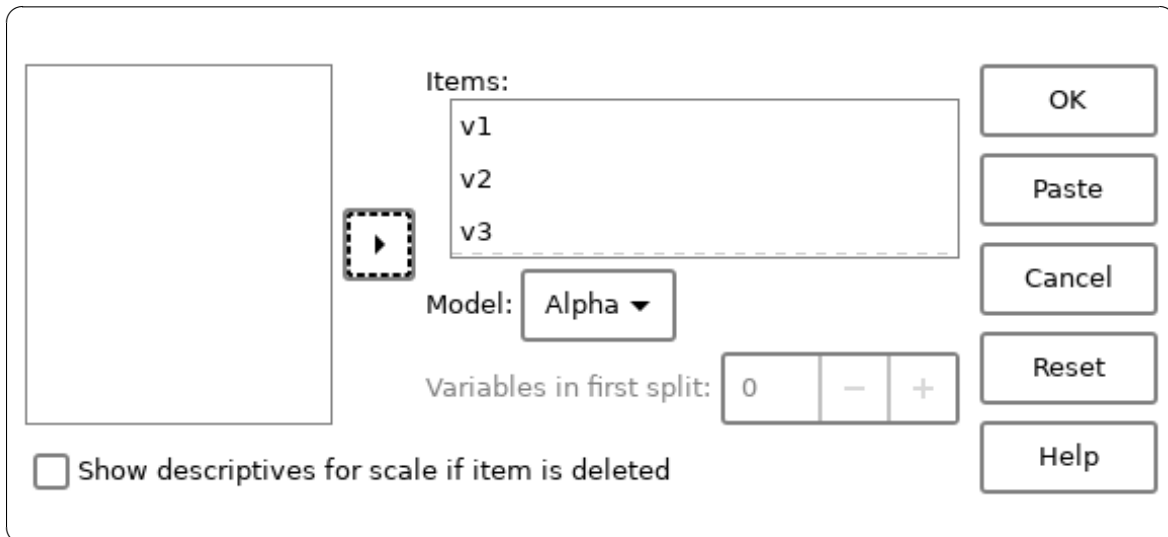 Items:
v1
v2
v3
Model: Alpha
Variables in first split: 0 − +
Show descriptives for scale if item is deleted
OK
Paste
Cancel
Reset
Help